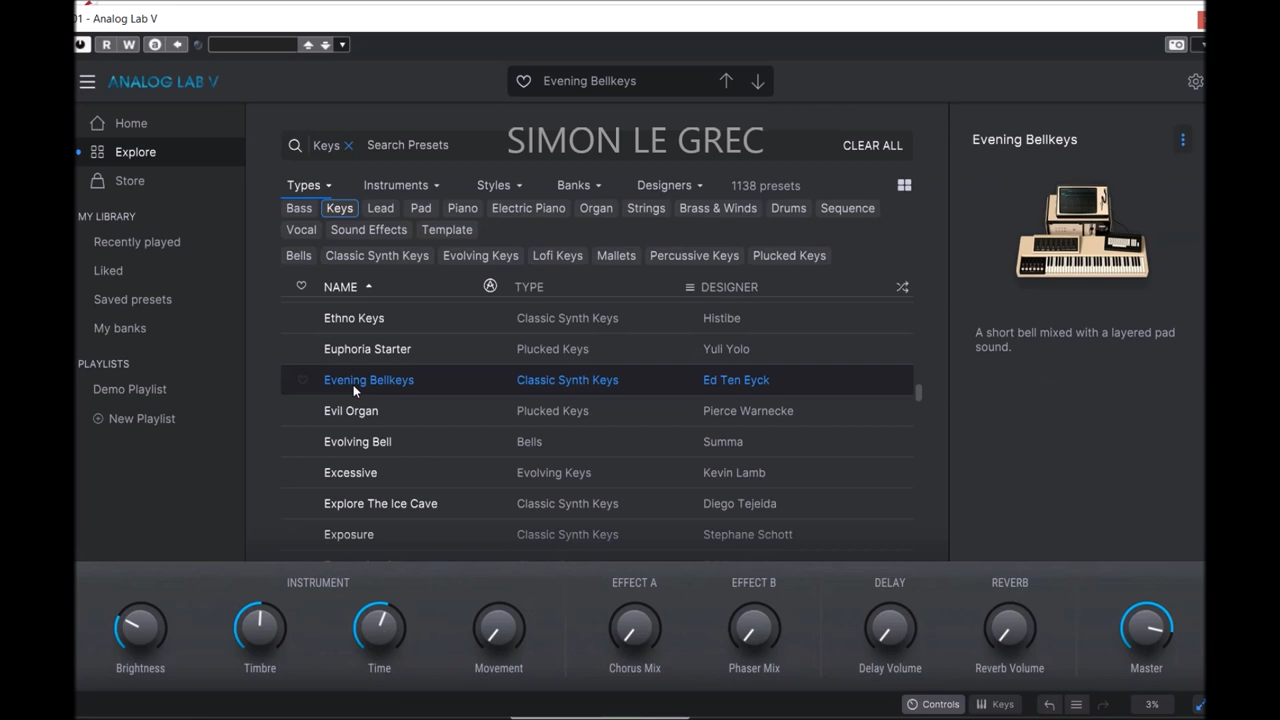 01 - Analog Lab V
R W
ANALOG LAB V
Evening Bellkeys
Home
Explore
Store
MY LIBRARY
Recently played
Liked
Saved presets
My banks
PLAYLISTS
Demo Playlist
New Playlist
Keys Search Presets
SIMON LE GREC
CLEAR ALL
Types Instruments Styles Banks Designers 1138 presets
Bass Keys Lead Pad Piano Electric Piano Organ Strings Brass & Winds Drums Sequence
Vocal Sound Effects Template
Bells Classic Synth Keys Evolving Keys Lofi Keys Mallets Percussive Keys Plucked Keys
NAME TYPE DESIGNER
Ethno Keys Classic Synth Keys Histibe
Euphoria Starter Plucked Keys Yuli Yolo
Evening Bellkeys Classic Synth Keys Ed Ten Eyck
Evil Organ Plucked Keys Pierce Warnecke
Evolving Bell Bells Summa
Excessive Evolving Keys Kevin Lamb
Explore The Ice Cave Classic Synth Keys Diego Tejeida
Exposure Classic Synth Keys Stephane Schott
Evening Bellkeys
A short bell mixed with a layered pad
sound.
INSTRUMENT EFFECT A EFFECT B DELAY REVERB
Brightness Timbre Time Movement Chorus Mix Phaser Mix Delay Volume Reverb Volume Master
Controls Keys 3%